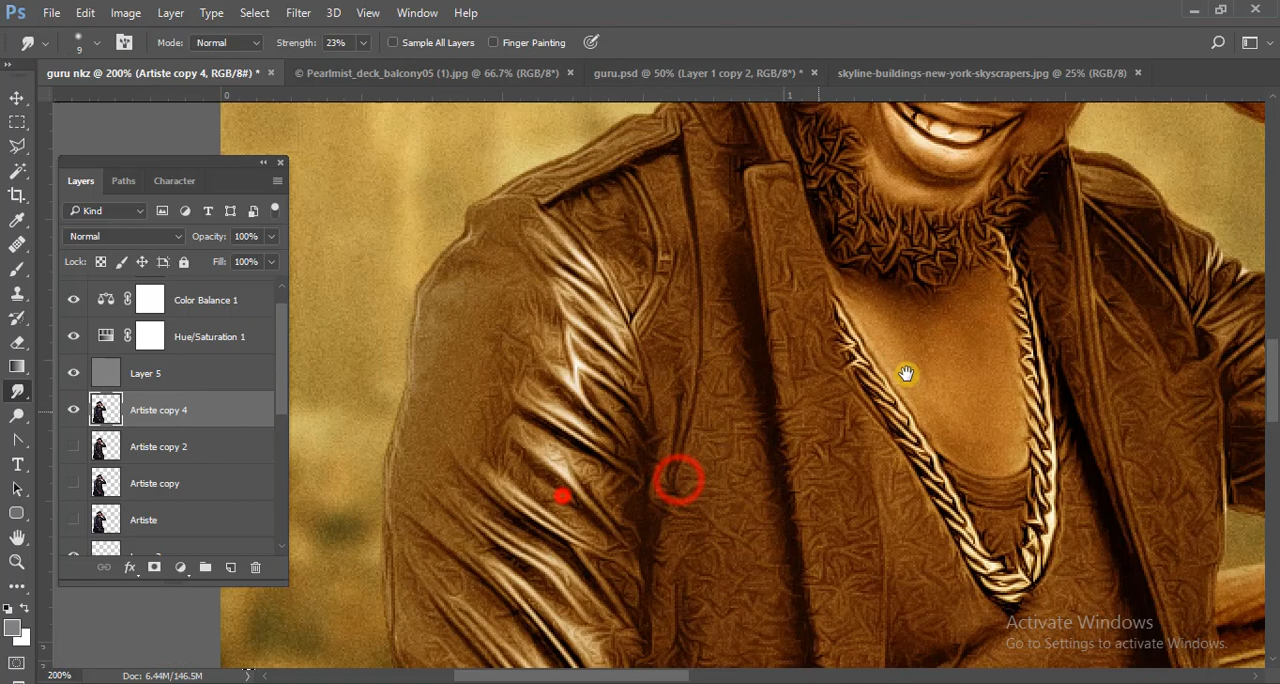 Ps File Edit Image Layer Type Select Filter 3D View Window Help
9 Mode: Normal Strength: 23% Sample All Layers Finger Painting
guru nkz @ 200% (Artiste copy 4, RGB/8#) * × © Pearlmist_deck_balcony05 (1).jpg @ 66.7% (RGB/8*) × guru.psd @ 50% (Layer 1 copy 2, RGB/8*) * × skyline-buildings-new-york-skyscrapers.jpg @ 25% (RGB/8) ×
0 1
Layers Paths Character
Kind
Normal Opacity: 100%
Lock: Fill: 100%
Color Balance 1
Hue/Saturation 1
Layer 5
Artiste copy 4
Artiste copy 2
Artiste copy
Artiste
fx
Activate Windows
Go to Settings to activate Windows.
200% Doc: 6.44M/146.5M